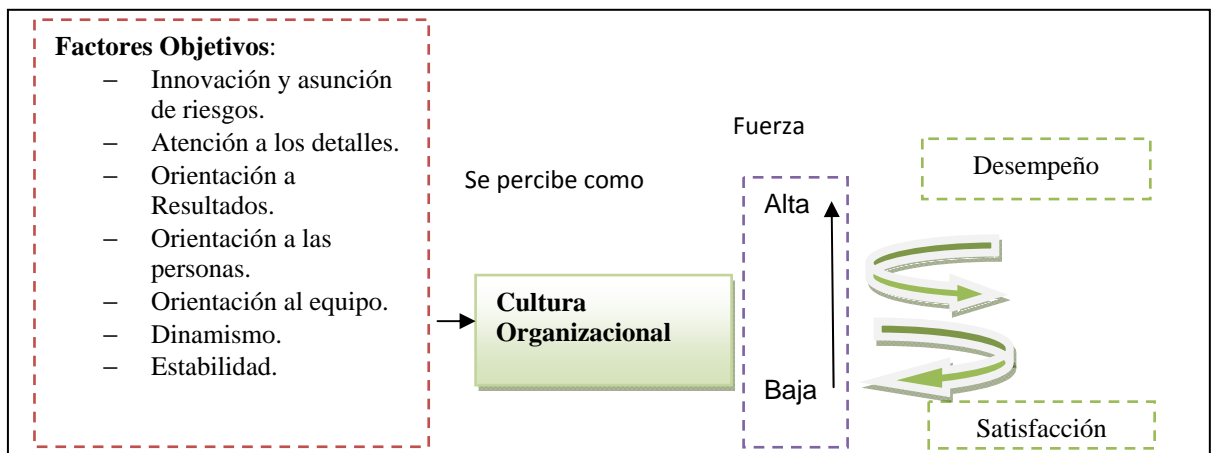 Factores Objetivos:
– Innovación y asunción
de riesgos.
– Atención a los detalles.
– Orientación a
Resultados.
– Orientación a las
personas.
– Orientación al equipo.
– Dinamismo.
– Estabilidad.
Se percibe como
Cultura
Organizacional
Fuerza
Alta
Baja
Desempeño
Satisfacción